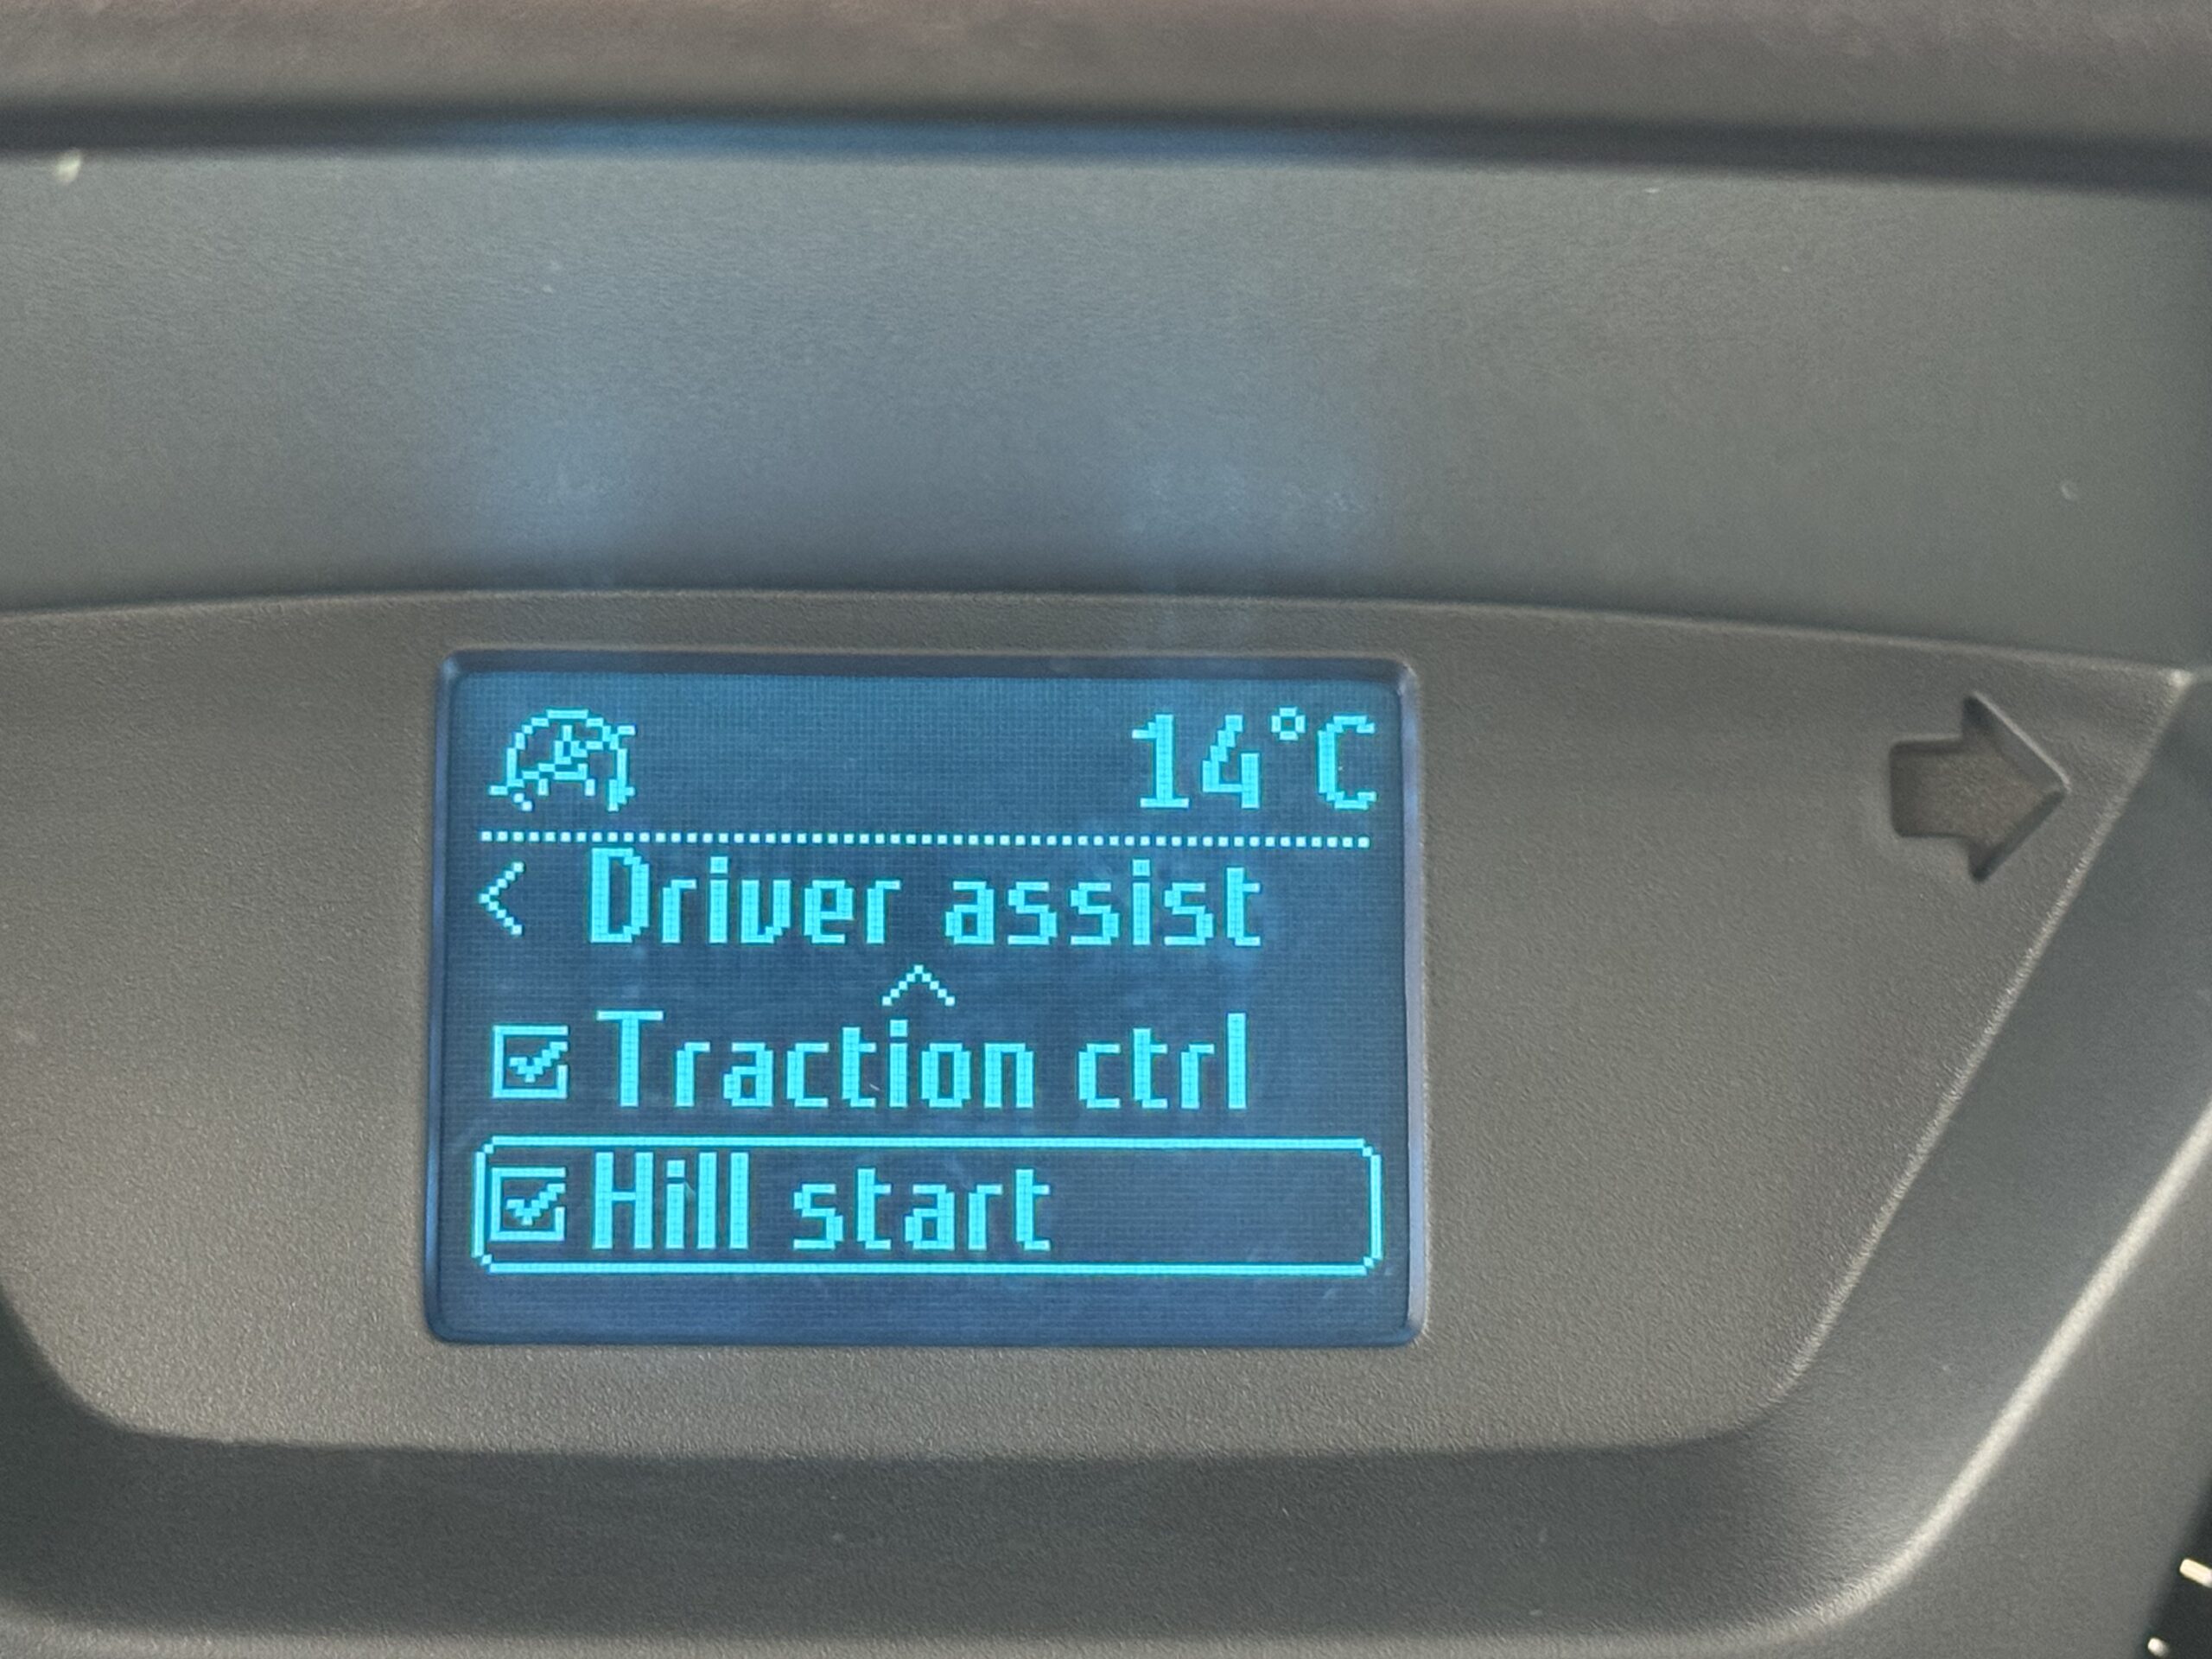 14°C
< Driver assist
Traction ctrl
Hill start